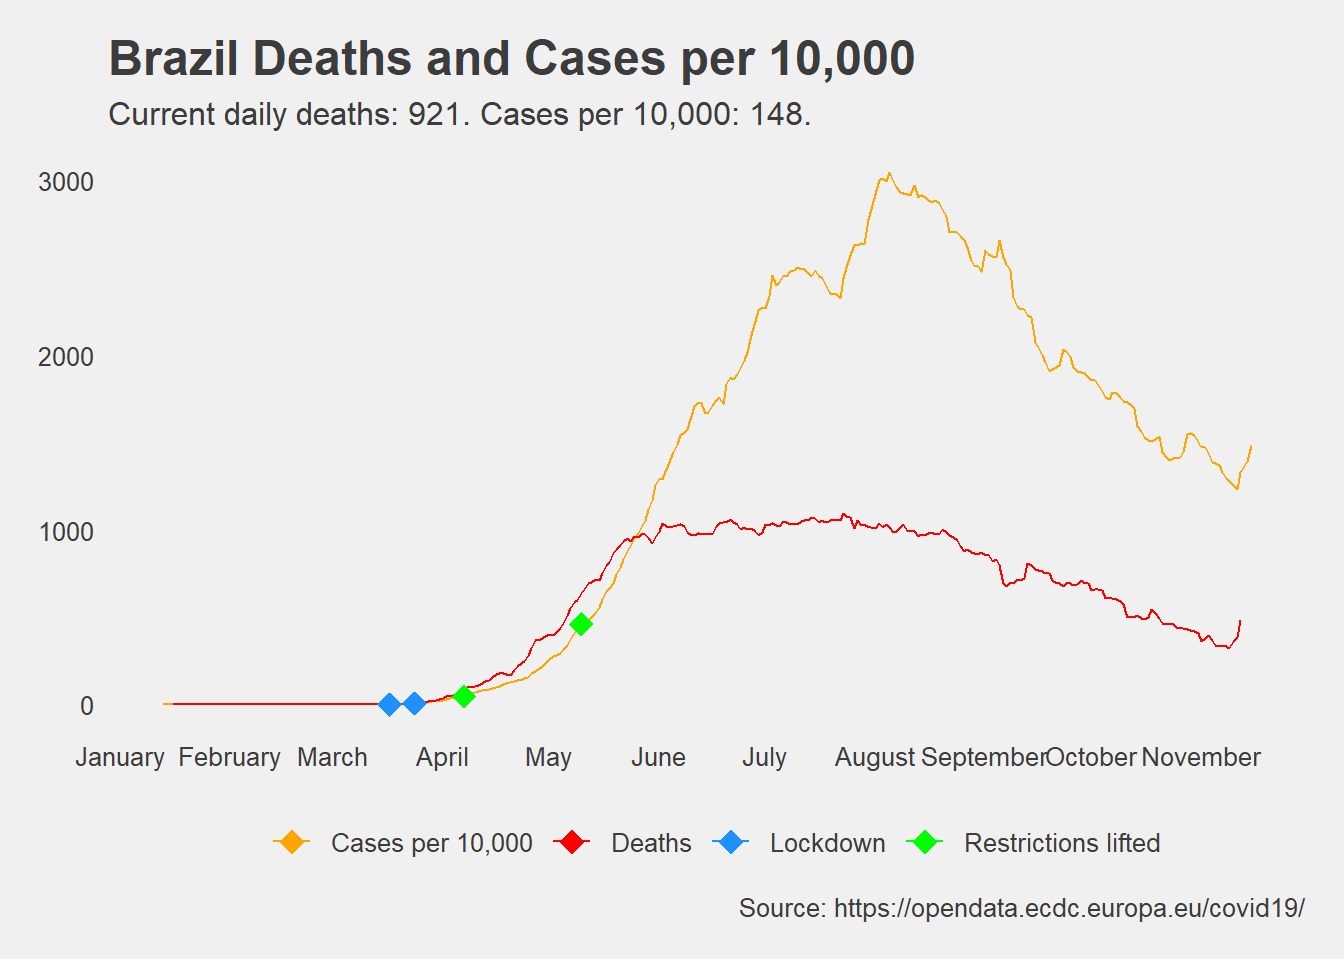 Brazil Deaths and Cases per 10,000
Current daily deaths: 921. Cases per 10,000: 148.
3000
2000
1000
0
January February March April May June July August September October November
Cases per 10,000 Deaths Lockdown Restrictions lifted
Source: https://opendata.ecdc.europa.eu/covid19/